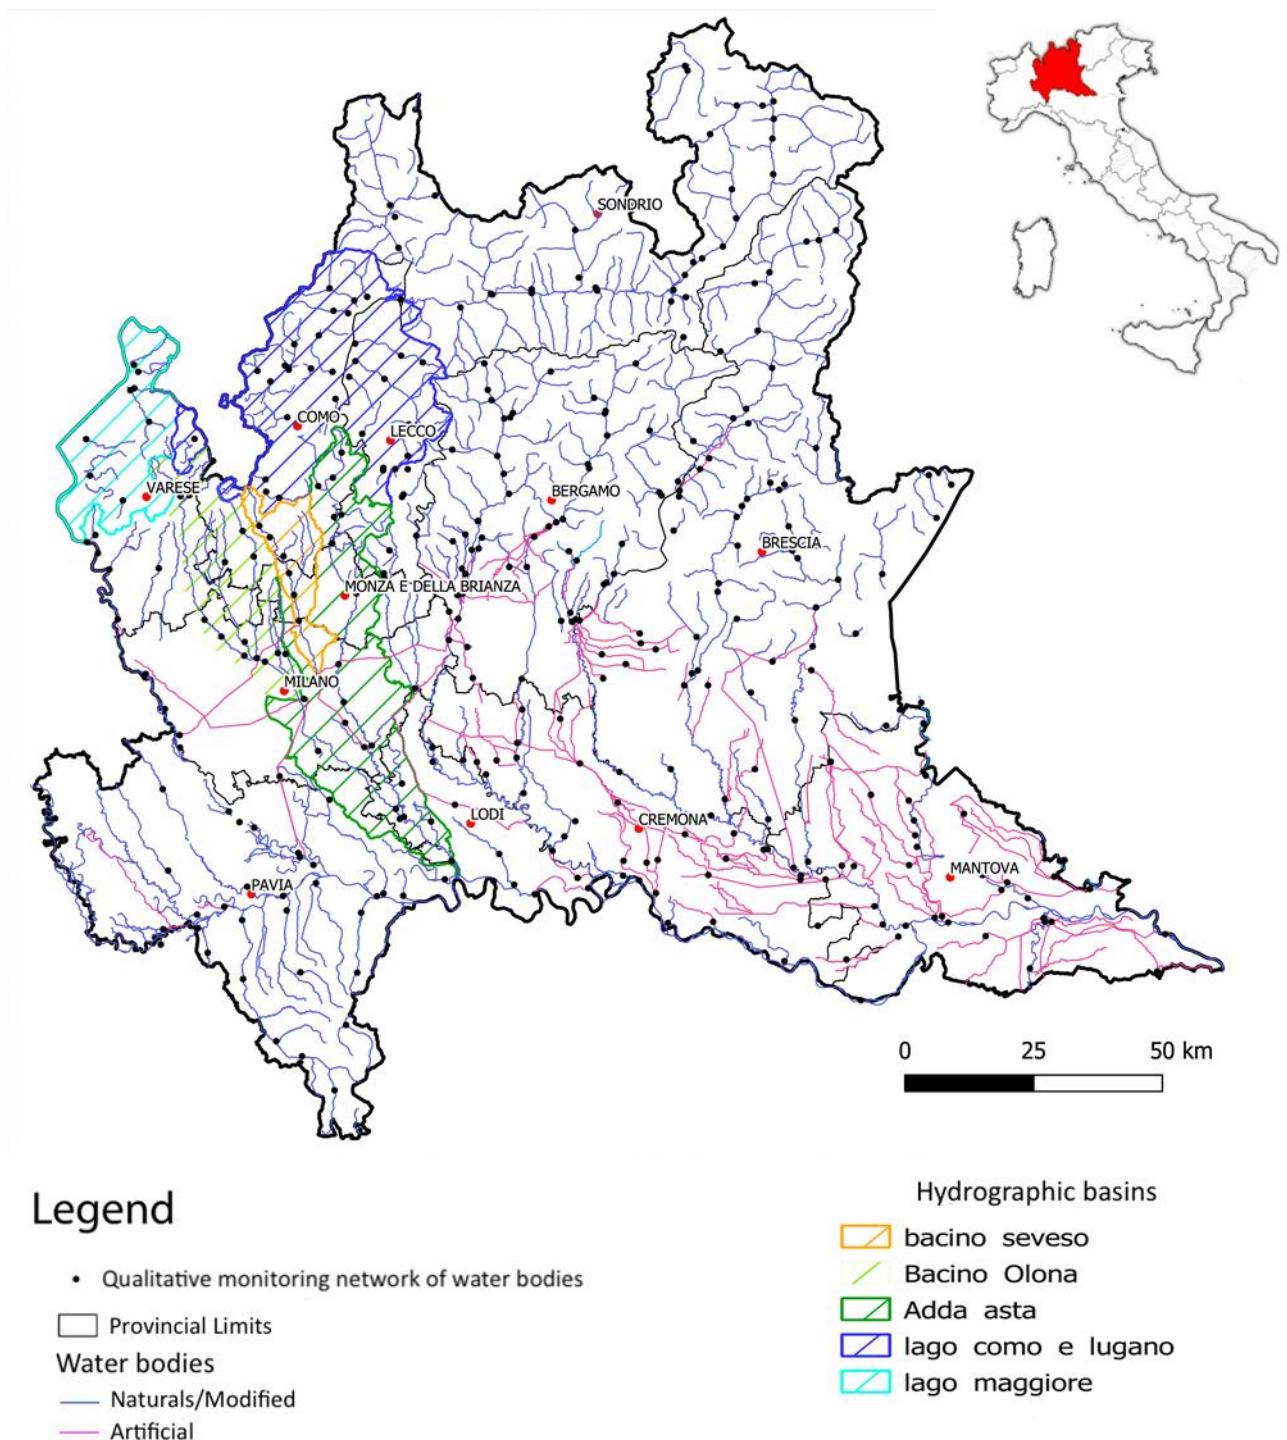 SONDRIO
COMO
LECCO
VARESE
BERGAMO
BRESCIA
MONZA E DELLA BRIANZA
MILANO
LODI
CREMONA
MANTOVA
PAVIA
0 25 50 km
Legend
Qualitative monitoring network of water bodies
Provincial Limits
Water bodies
Naturals/Modified
Artificial
Hydrographic basins
bacino seveso
Bacino Olona
Adda asta
lago como e lugano
lago maggiore